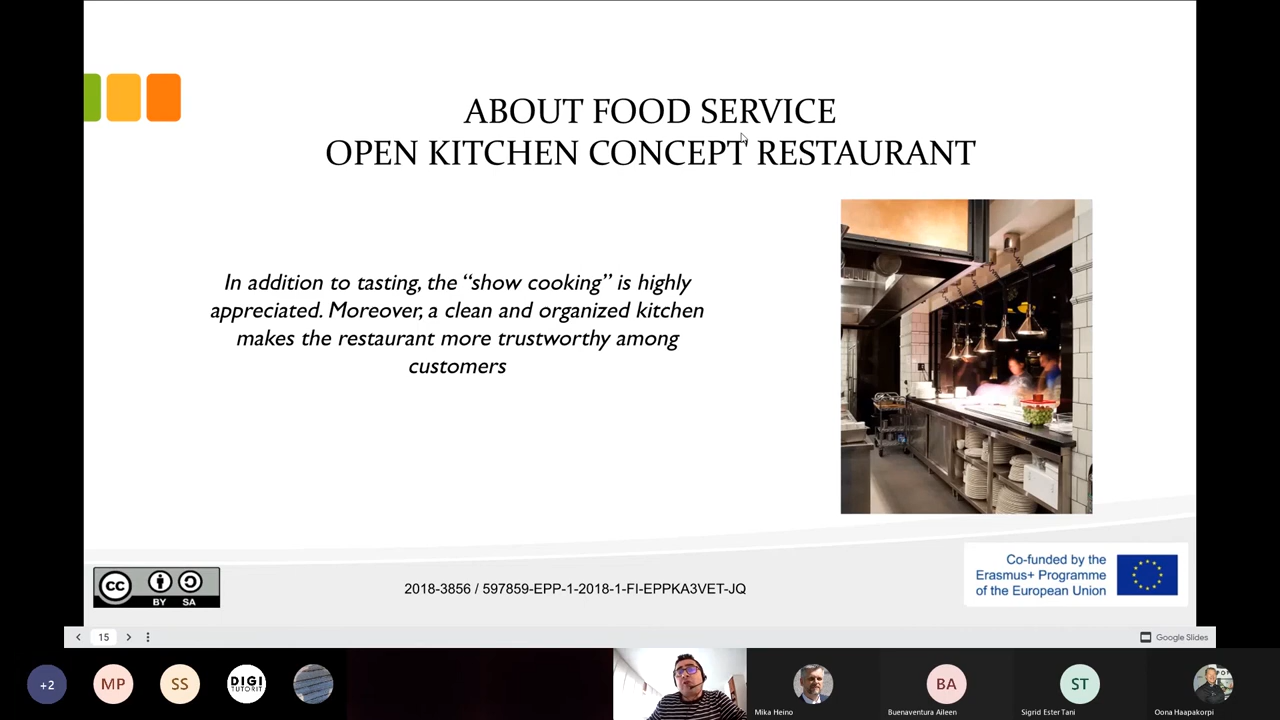 ABOUT FOOD SERVICE
OPEN KITCHEN CONCEPT RESTAURANT
In addition to tasting, the “show cooking” is highly
appreciated. Moreover, a clean and organized kitchen
makes the restaurant more trustworthy among
customers
CC BY SA
2018-3856 / 597859-EPP-1-2018-1-FI-EPPKA3VET-JQ
Co-funded by the
Erasmus+ Programme
of the European Union
15
Google Slides
+2
MP
SS
DIGI
TUTORIT
BA
ST
Mika Heino
Buenaventura Aileen
Sigrid Ester Tani
Oona Haapakorpi